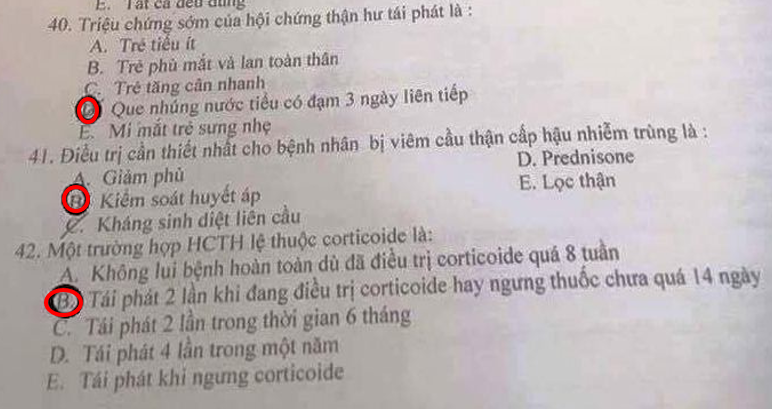 E. Tất cả đều đúng
40. Triệu chứng sớm của hội chứng thận hư tái phát là :
A. Trẻ tiểu ít
B. Trẻ phù mắt và lan toàn thân
C. Trẻ tăng cân nhanh
D. Que nhúng nước tiểu có đạm 3 ngày liên tiếp
E. Mi mắt trẻ sưng nhẹ
41. Điều trị cần thiết nhất cho bệnh nhân bị viêm cầu thận cấp hậu nhiễm trùng là :
A. Giảm phù D. Prednisone
B. Kiểm soát huyết áp E. Lọc thận
C. Kháng sinh diệt liên cầu
42. Một trường hợp HCTH lệ thuộc corticoide là:
A. Không lui bệnh hoàn toàn dù đã điều trị corticoide quá 8 tuần
B. Tái phát 2 lần khi đang điều trị corticoide hay ngưng thuốc chưa quá 14 ngày
C. Tái phát 2 lần trong thời gian 6 tháng
D. Tái phát 4 lần trong một năm
E. Tái phát khi ngưng corticoide